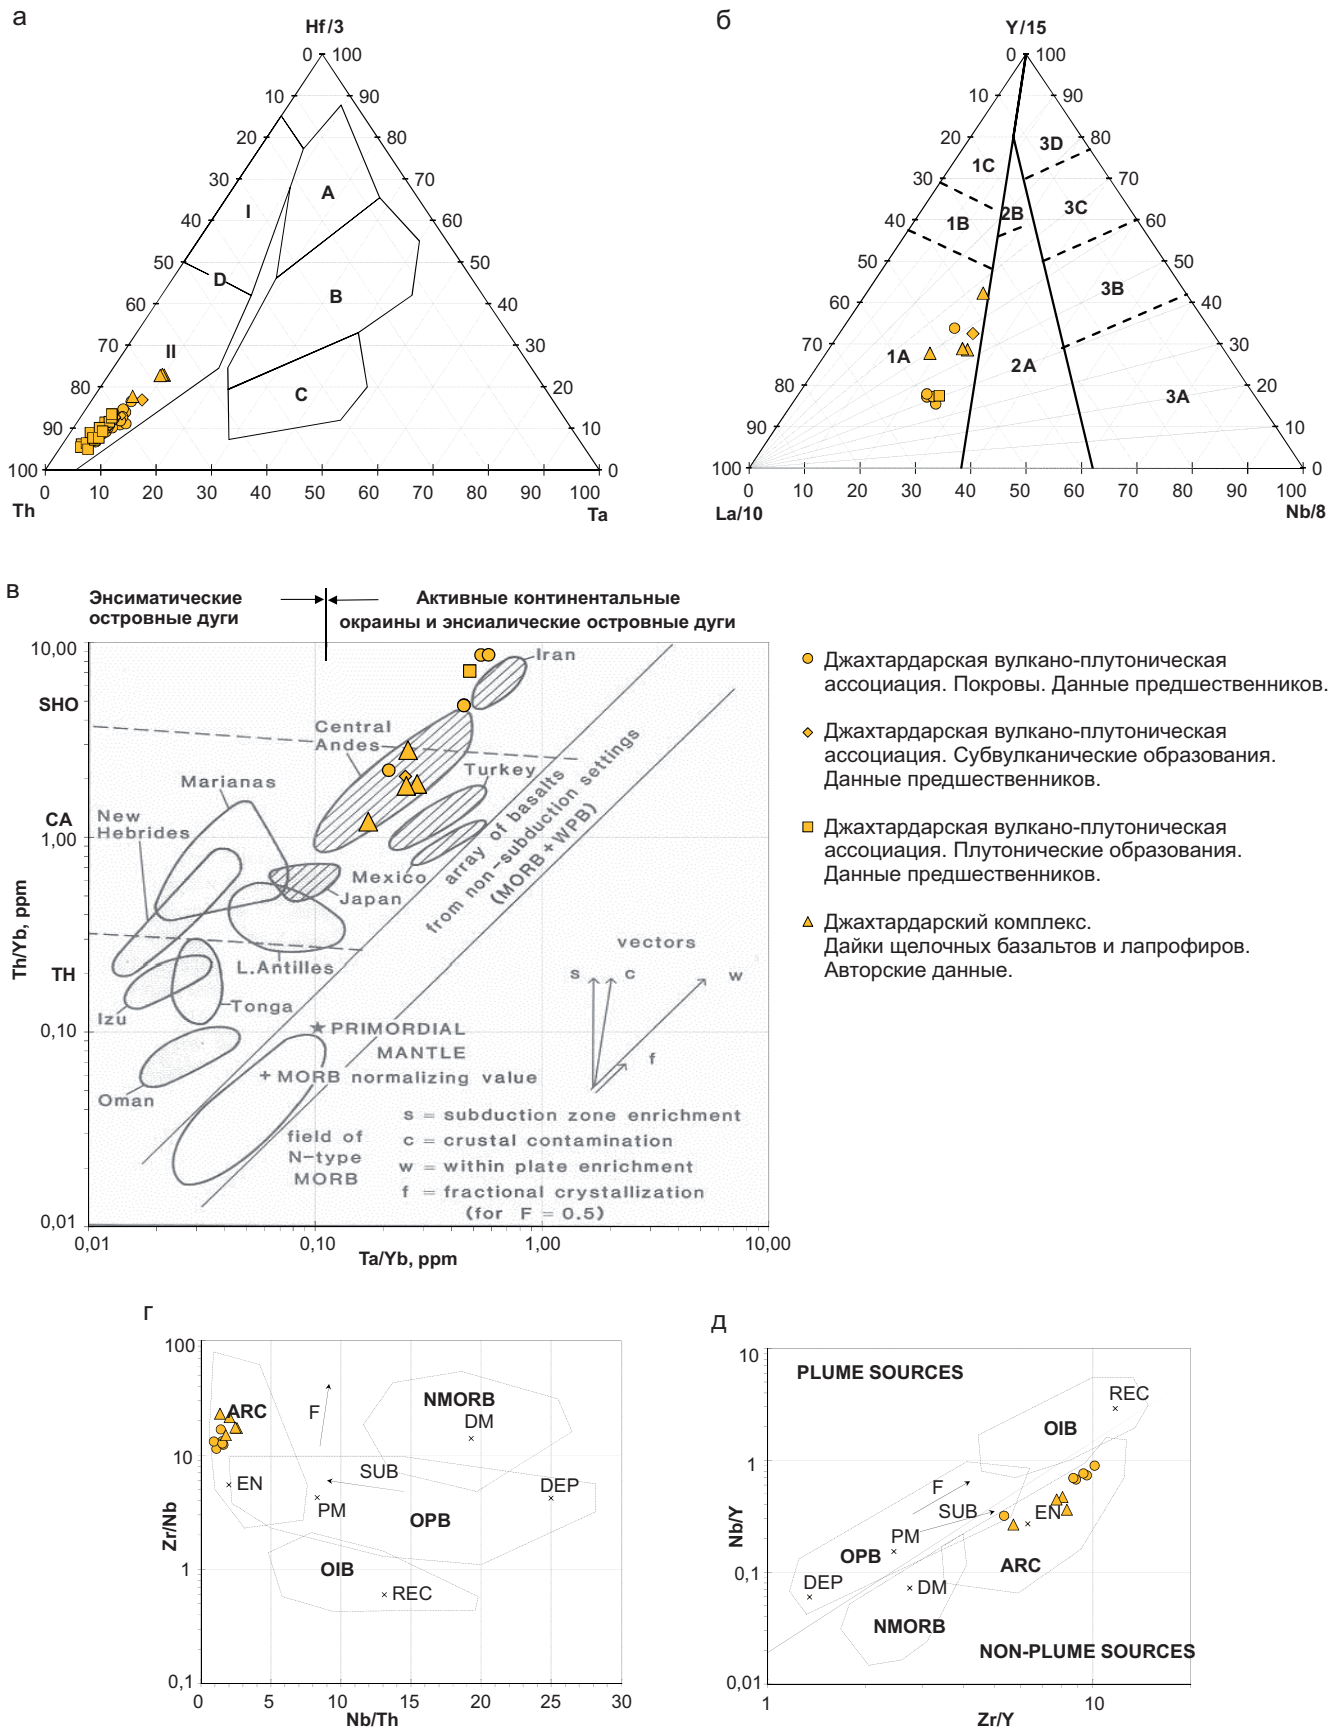 а
Hf/3
0 100
10 90
20 80
30 70
40 60
50 50
60 40
70 30
80 20
90 10
100 0
0 10 20 30 40 50 60 70 80 90 100
Th Ta
I
A
D
B
II
C
б
Y/15
0 100
10 90
20 80
30 70
40 60
50 50
60 40
70 30
80 20
90 10
100 0
0 10 20 30 40 50 60 70 80 90 100
La/10 Nb/8
3D
1C
2B
3C
1B
3B
1A
2A
3A
в
Энсиматические
островные дуги
Активные континентальные
окраины и энсиалические островные дуги
10,00
SHO
CA
1,00
TH
0,10
0,01
Th/Yb, ppm
0,01 0,10 1,00 10,00
Ta/Yb, ppm
Iran
Central
Andes
Turkey
Marianas
New
Hebrides
Mexico
Japan
L.Antilles
Tonga
Izu
Oman
array of basalts
from non-subduction settings
(MORB+WPB)
vectors
s c w
f
PRIMORDIAL
MANTLE
+ MORB normalizing value
field of
N-type
MORB
s = subduction zone enrichment
c = crustal contamination
w = within plate enrichment
f = fractional crystallization
(for F = 0.5)
Джахтардарская вулкано-плутоническая
ассоциация. Покровы. Данные предшественников.
Джахтардарская вулкано-плутоническая
ассоциация. Субвулканические образования.
Данные предшественников.
Джахтардарская вулкано-плутоническая
ассоциация. Плутонические образования.
Данные предшественников.
Джахтардарский комплекс.
Дайки щелочных базальтов и лапрофиров.
Авторские данные.
г
100
10
1
0,1
Zr/Nb
0 5 10 15 20 25 30
Nb/Th
ARC
F
NMORB
DM
EN
SUB
PM
DEP
OPB
OIB
REC
д
10
1
0,1
0,01
Nb/Y
1 10
Zr/Y
PLUME SOURCES
REC
OIB
F
SUB
EN
PM
OPB
ARC
DEP
DM
NMORB
NON-PLUME SOURCES